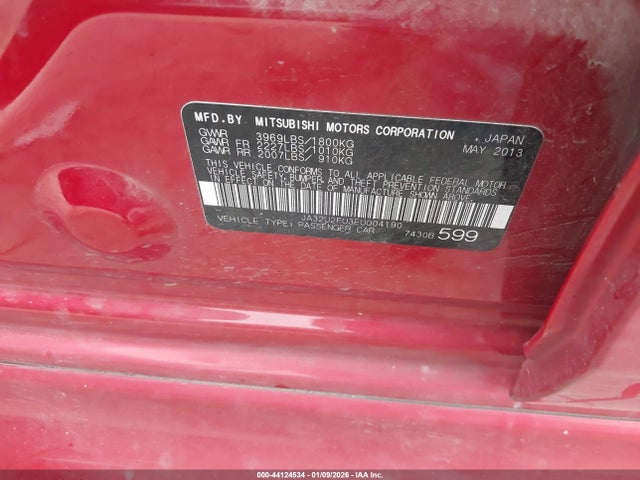 MFD.BY MITSUBISHI MOTORS CORPORATION , JAPAN
GVWR 3969LBS/1800KG MAY 2013
GAWR FR 2227LBS/1010KG
GAWR RR 2007LBS/ 910KG
THIS VEHICLE CONFORMS TO ALL APPLICABLE FEDERAL MOTOR
VEHICLE SAFETY, BUMPER, AND THEFT PREVENTION STANDARDS
IN EFFECT ON THE DATE OF MANUFACTURE SHOWN ABOVE.
JA32U2FU3EU004190
VEHICLE TYPE: PASSENGER CAR 7430B 599
000-44124534 - 01/09/2026 - IAA Inc.